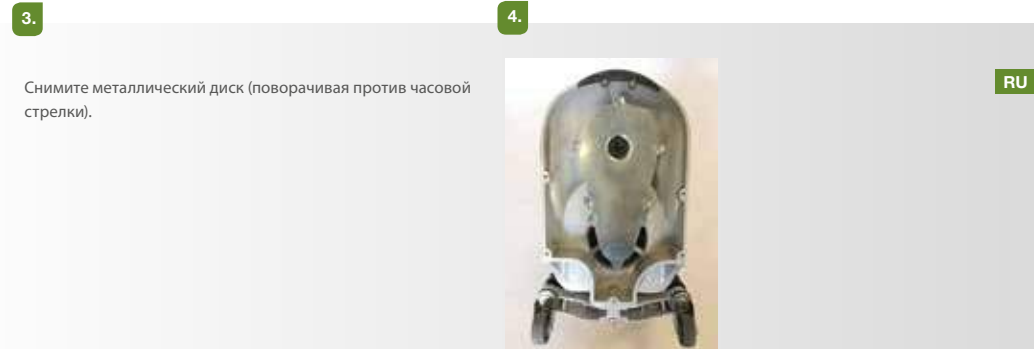 3.
Снимите металлический диск (поворачивая против часовой
стрелки).
4.
RU